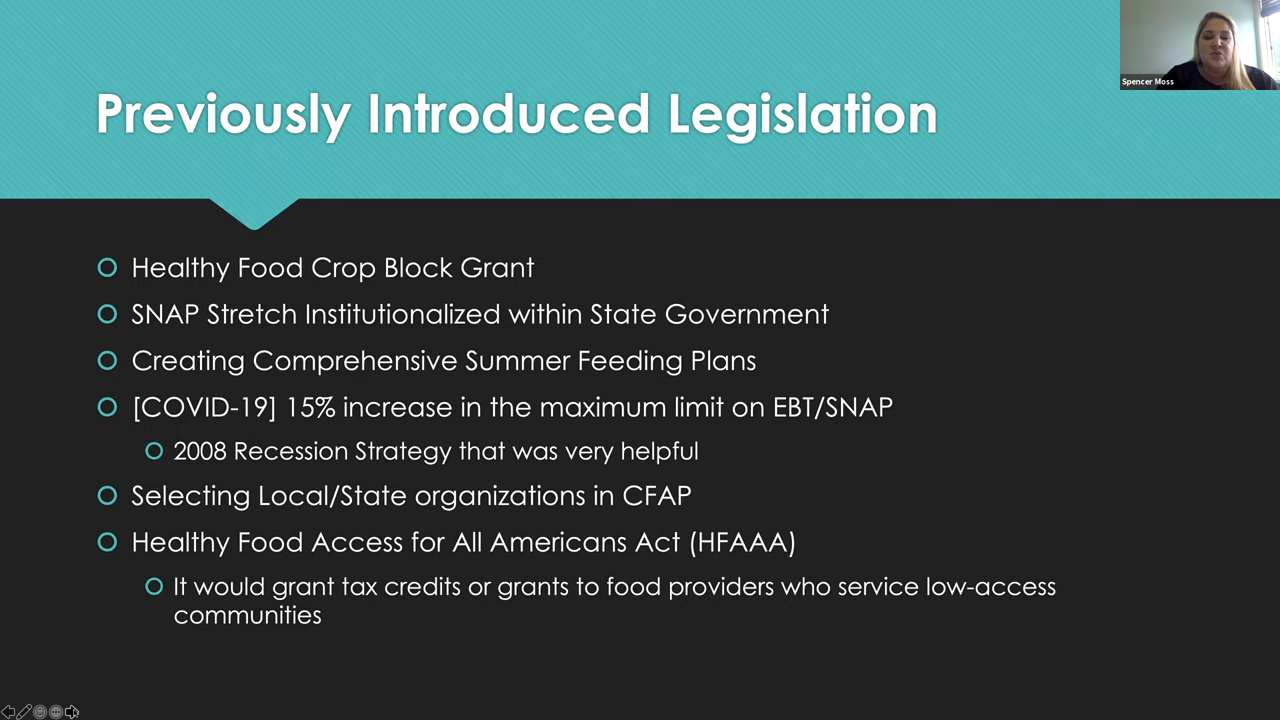 Spencer Moss
Previously Introduced Legislation
Healthy Food Crop Block Grant
SNAP Stretch Institutionalized within State Government
Creating Comprehensive Summer Feeding Plans
[COVID-19] 15% increase in the maximum limit on EBT/SNAP
2008 Recession Strategy that was very helpful
Selecting Local/State organizations in CFAP
Healthy Food Access for All Americans Act (HFAAA)
It would grant tax credits or grants to food providers who service low-access
communities